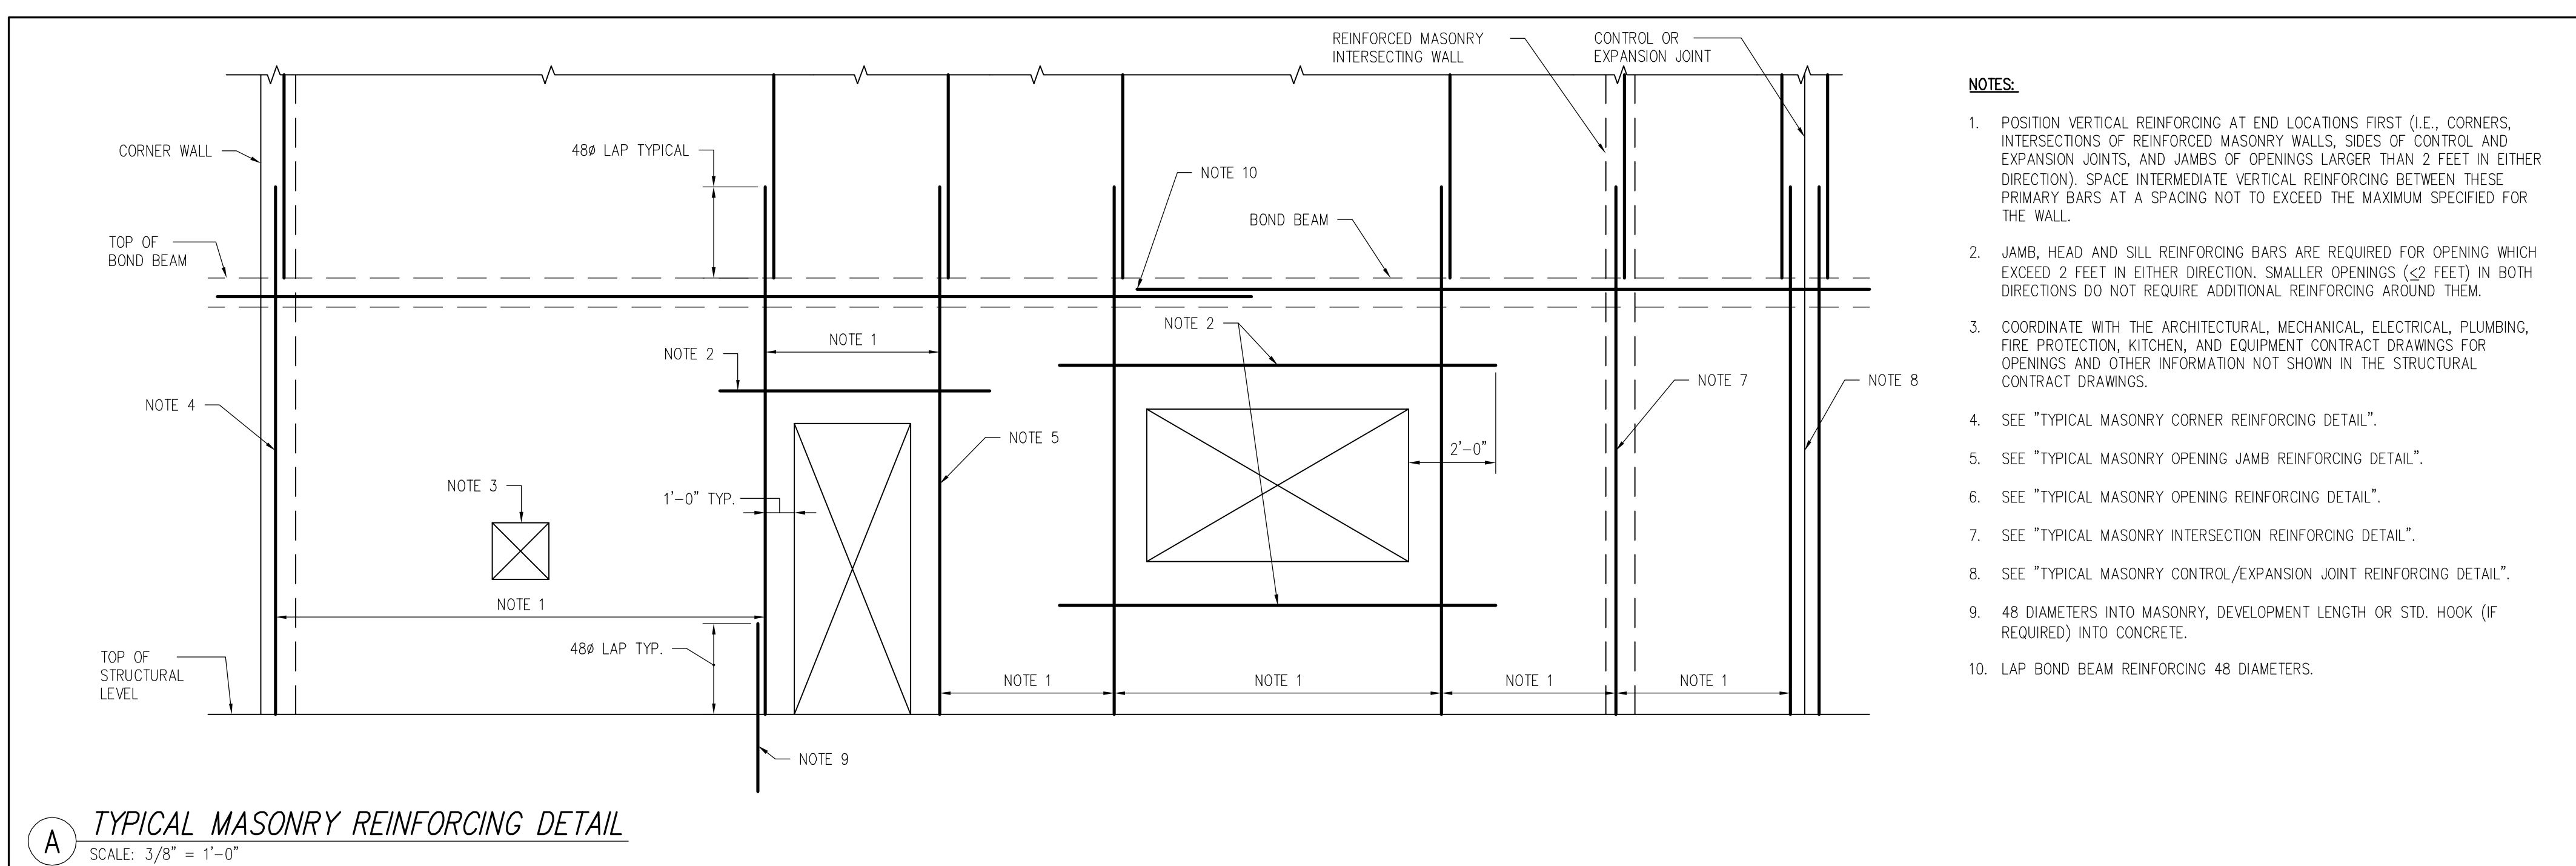 REINFORCED MASONRY
INTERSECTING WALL
CONTROL OR
EXPANSION JOINT
CORNER WALL
48ø LAP TYPICAL
NOTE 10
BOND BEAM
TOP OF
BOND BEAM
NOTE 1
NOTE 2
NOTE 2
NOTE 7
NOTE 8
NOTE 4
NOTE 5
2'-0"
NOTE 3
1'-0" TYP.
NOTE 1
48ø LAP TYP.
TOP OF
STRUCTURAL
LEVEL
NOTE 1
NOTE 1
NOTE 1
NOTE 1
NOTE 9
A
TYPICAL MASONRY REINFORCING DETAIL
SCALE: 3/8" = 1'-0"
NOTES:
1. POSITION VERTICAL REINFORCING AT END LOCATIONS FIRST (I.E., CORNERS,
INTERSECTIONS OF REINFORCED MASONRY WALLS, SIDES OF CONTROL AND
EXPANSION JOINTS, AND JAMBS OF OPENINGS LARGER THAN 2 FEET IN EITHER
DIRECTION). SPACE INTERMEDIATE VERTICAL REINFORCING BETWEEN THESE
PRIMARY BARS AT A SPACING NOT TO EXCEED THE MAXIMUM SPECIFIED FOR
THE WALL.
2. JAMB, HEAD AND SILL REINFORCING BARS ARE REQUIRED FOR OPENING WHICH
EXCEED 2 FEET IN EITHER DIRECTION. SMALLER OPENINGS (≤2 FEET) IN BOTH
DIRECTIONS DO NOT REQUIRE ADDITIONAL REINFORCING AROUND THEM.
3. COORDINATE WITH THE ARCHITECTURAL, MECHANICAL, ELECTRICAL, PLUMBING,
FIRE PROTECTION, KITCHEN, AND EQUIPMENT CONTRACT DRAWINGS FOR
OPENINGS AND OTHER INFORMATION NOT SHOWN IN THE STRUCTURAL
CONTRACT DRAWINGS.
4. SEE "TYPICAL MASONRY CORNER REINFORCING DETAIL".
5. SEE "TYPICAL MASONRY OPENING JAMB REINFORCING DETAIL".
6. SEE "TYPICAL MASONRY OPENING REINFORCING DETAIL".
7. SEE "TYPICAL MASONRY INTERSECTION REINFORCING DETAIL".
8. SEE "TYPICAL MASONRY CONTROL/EXPANSION JOINT REINFORCING DETAIL".
9. 48 DIAMETERS INTO MASONRY, DEVELOPMENT LENGTH OR STD. HOOK (IF
REQUIRED) INTO CONCRETE.
10. LAP BOND BEAM REINFORCING 48 DIAMETERS.